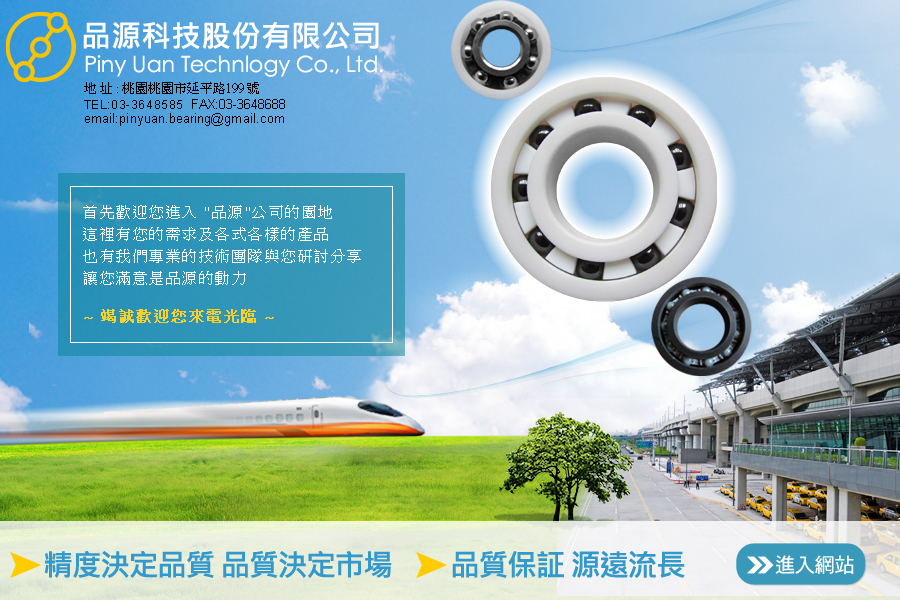 品源科技股份有限公司
Piny Uan Technlogy Co., Ltd.
地 址 : 桃園桃園市延平路199號
TEL:03-3648585 FAX:03-3648688
email:pinyuan.bearing@gmail.com
首先歡迎您進入 "品源"公司的園地
這裡有您的需求及各式各樣的產品
也有我們專業的技術團隊與您研討分享
讓您滿意是品源的動力
~ 竭誠歡迎您來電光臨 ~
精度決定品質 品質決定市場
品質保証 源遠流長
進入網站